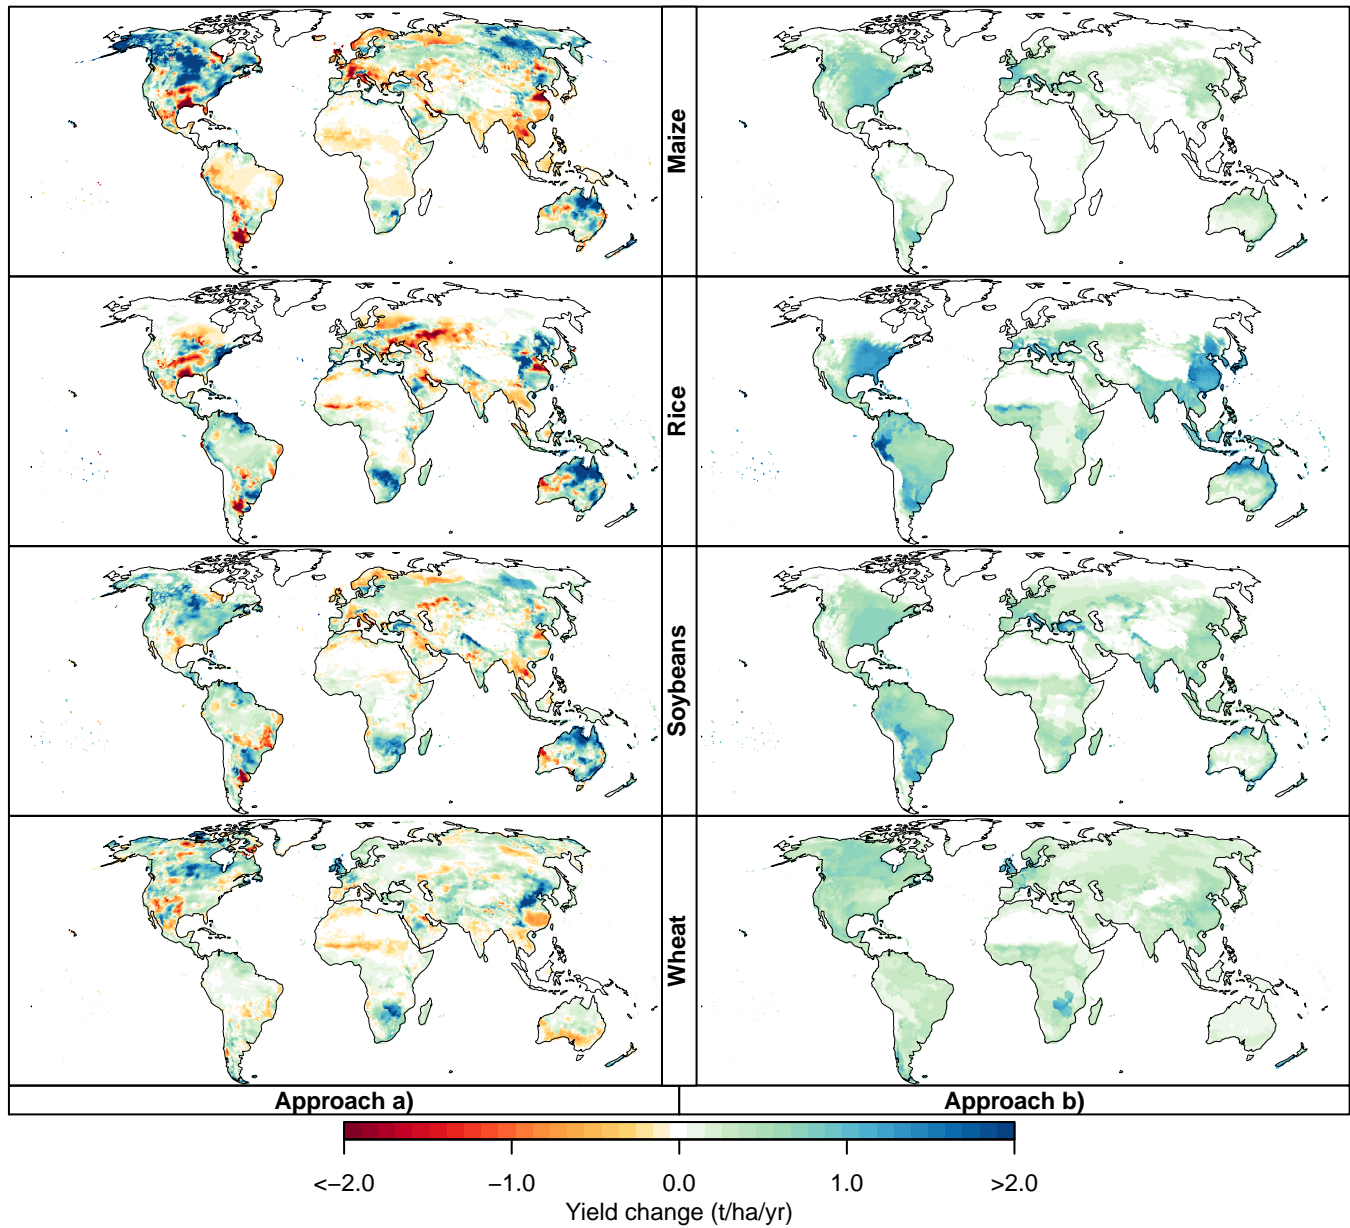 Maize
Rice
Soybeans
Wheat
Approach a)
Approach b)
<−2.0 −1.0 0.0 1.0 >2.0
Yield change (t/ha/yr)